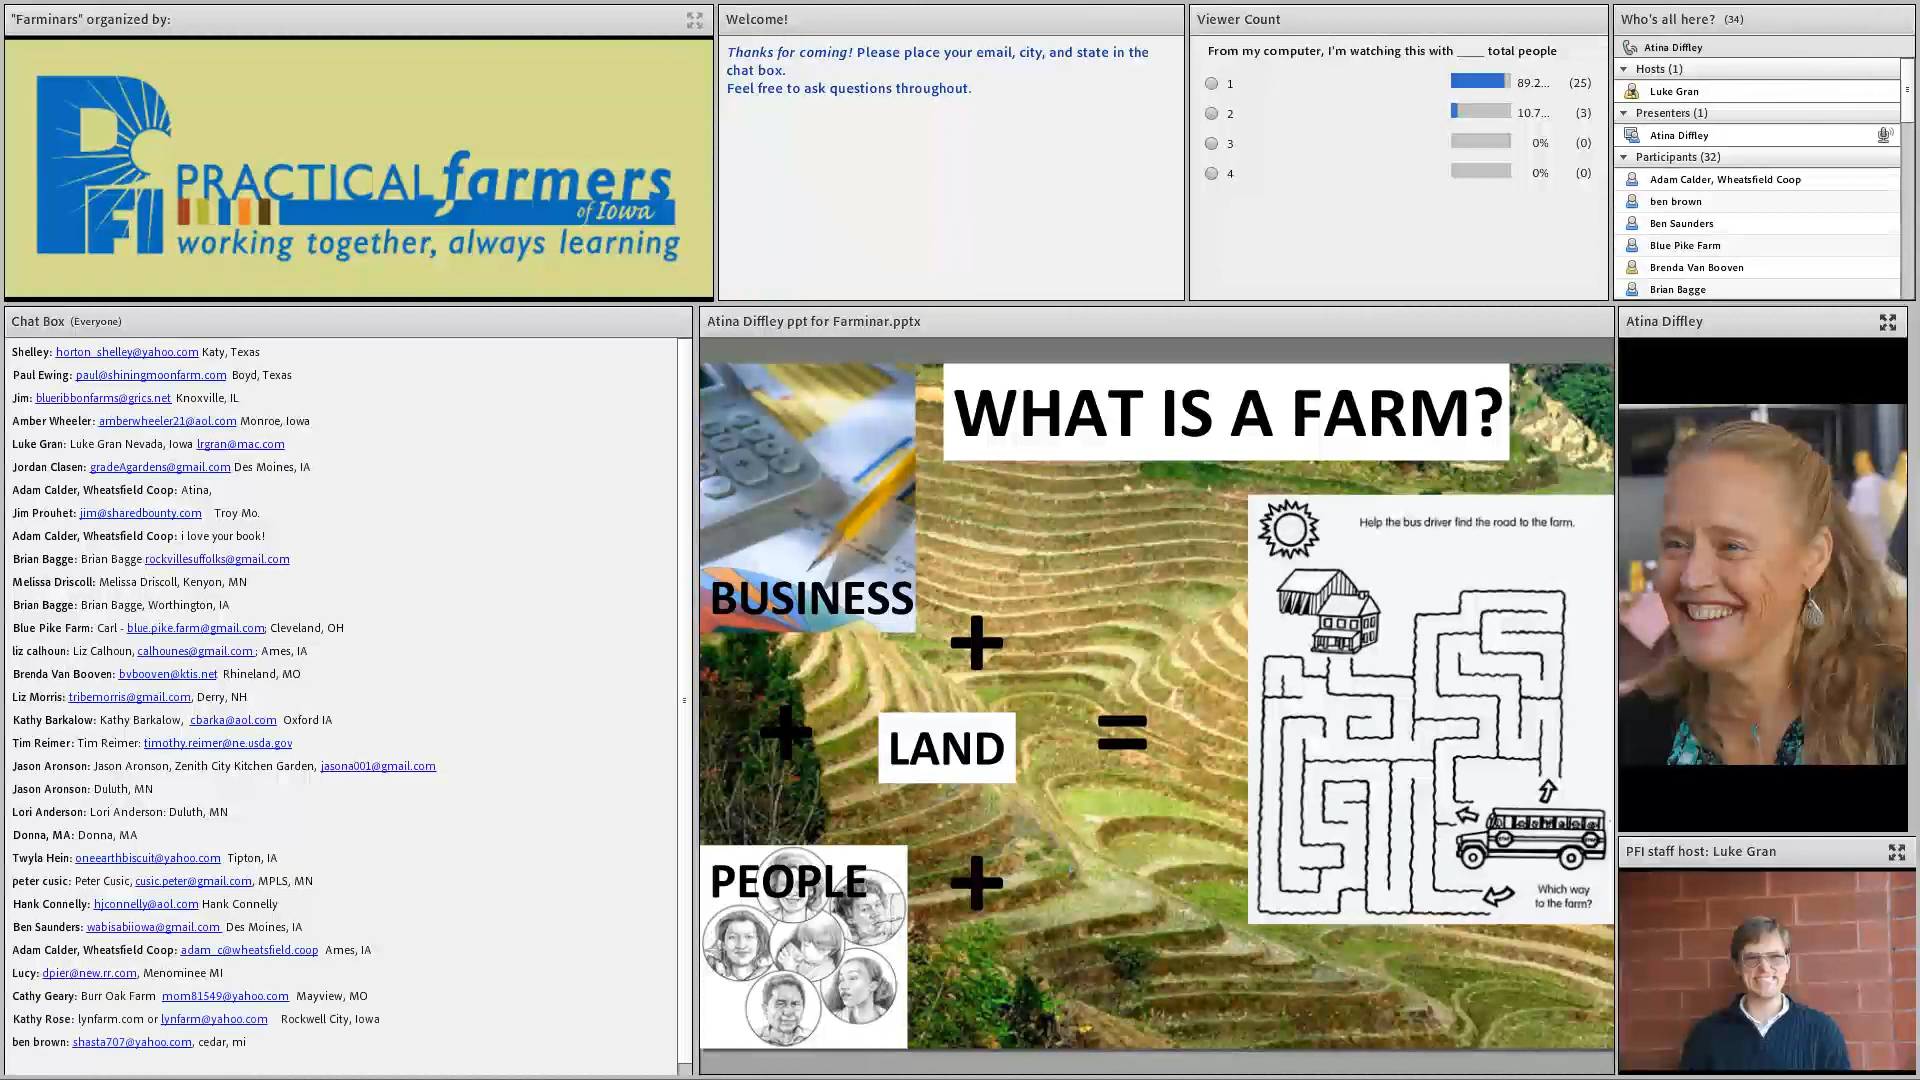 "Farminars" organized by:
PRACTICAL farmers
of Iowa
working together, always learning
Welcome!
Thanks for coming! Please place your email, city, and state in the
chat box.
Feel free to ask questions throughout.
Viewer Count
From my computer, I'm watching this with ____ total people
1 89.2... (25)
2 10.7... (3)
3 0% (0)
4 0% (0)
Who's all here? (34)
Atina Diffley
Hosts (1)
Luke Gran
Presenters (1)
Atina Diffley
Participants (32)
Adam Calder, Wheatsfield Coop
ben brown
Ben Saunders
Blue Pike Farm
Brenda Van Booven
Brian Bagge
Chat Box (Everyone)
Shelley: horton_shelley@yahoo.com Katy, Texas
Paul Ewing: paul@shiningmoonfarm.com Boyd, Texas
Jim: blueribbonfarms@grics.net Knoxville, IL
Amber Wheeler: amberwheeler21@aol.com Monroe, Iowa
Luke Gran: Luke Gran Nevada, Iowa lrgran@mac.com
Jordan Clasen: gradeAgardens@gmail.com Des Moines, IA
Adam Calder, Wheatsfield Coop: Atina,
Jim Prouhet: jim@sharedbounty.com Troy Mo.
Adam Calder, Wheatsfield Coop: i love your book!
Brian Bagge: Brian Bagge rockvillesuffolks@gmail.com
Melissa Driscoll: Melissa Driscoll, Kenyon, MN
Brian Bagge: Brian Bagge, Worthington, IA
Blue Pike Farm: Carl - blue.pike.farm@gmail.com; Cleveland, OH
liz calhoun: Liz Calhoun, calhounes@gmail.com ; Ames, IA
Brenda Van Booven: bvbooven@ktis.net Rhineland, MO
Liz Morris: tribemorris@gmail.com, Derry, NH
Kathy Barkalow: Kathy Barkalow, cbarka@aol.com Oxford IA
Tim Reimer: Tim Reimer: timothy.reimer@ne.usda.gov
Jason Aronson: Jason Aronson, Zenith City Kitchen Garden, jasona001@gmail.com
Jason Aronson: Duluth, MN
Lori Anderson: Lori Anderson: Duluth, MN
Donna, MA: Donna, MA
Twyla Hein: oneearthbiscuit@yahoo.com Tipton, IA
peter cusic: Peter Cusic, cusic.peter@gmail.com, MPLS, MN
Hank Connelly: hjconnelly@aol.com Hank Connelly
Ben Saunders: wabisabiiowa@gmail.com Des Moines, IA
Adam Calder, Wheatsfield Coop: adam_c@wheatsfield.coop Ames, IA
Lucy: dpier@new.rr.com, Menominee MI
Cathy Geary: Burr Oak Farm mom81549@yahoo.com Mayview, MO
Kathy Rose: lynfarm.com or lynfarm@yahoo.com Rockwell City, Iowa
ben brown: shasta707@yahoo.com, cedar, mi
Atina Diffley ppt for Farminar.pptx
WHAT IS A FARM?
BUSINESS
+
+ LAND =
PEOPLE +
Help the bus driver find the road to the farm.
Which way
to the farm?
Atina Diffley
PFI staff host: Luke Gran